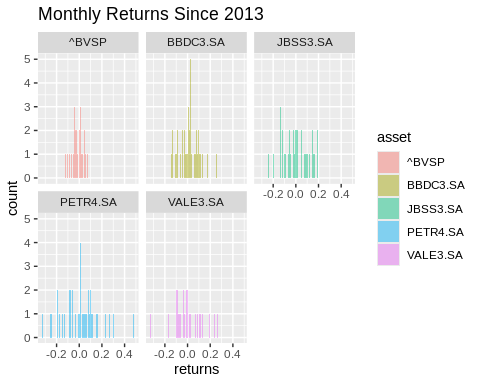 Monthly Returns Since 2013
^BVSP BBDC3.SA JBSS3.SA
5
4
3
2
1
0
-0.2 0.0 0.2 0.4
PETR4.SA VALE3.SA
5
4
3
2
1
0
-0.2 0.0 0.2 0.4 -0.2 0.0 0.2 0.4
count
returns
asset
^BVSP
BBDC3.SA
JBSS3.SA
PETR4.SA
VALE3.SA